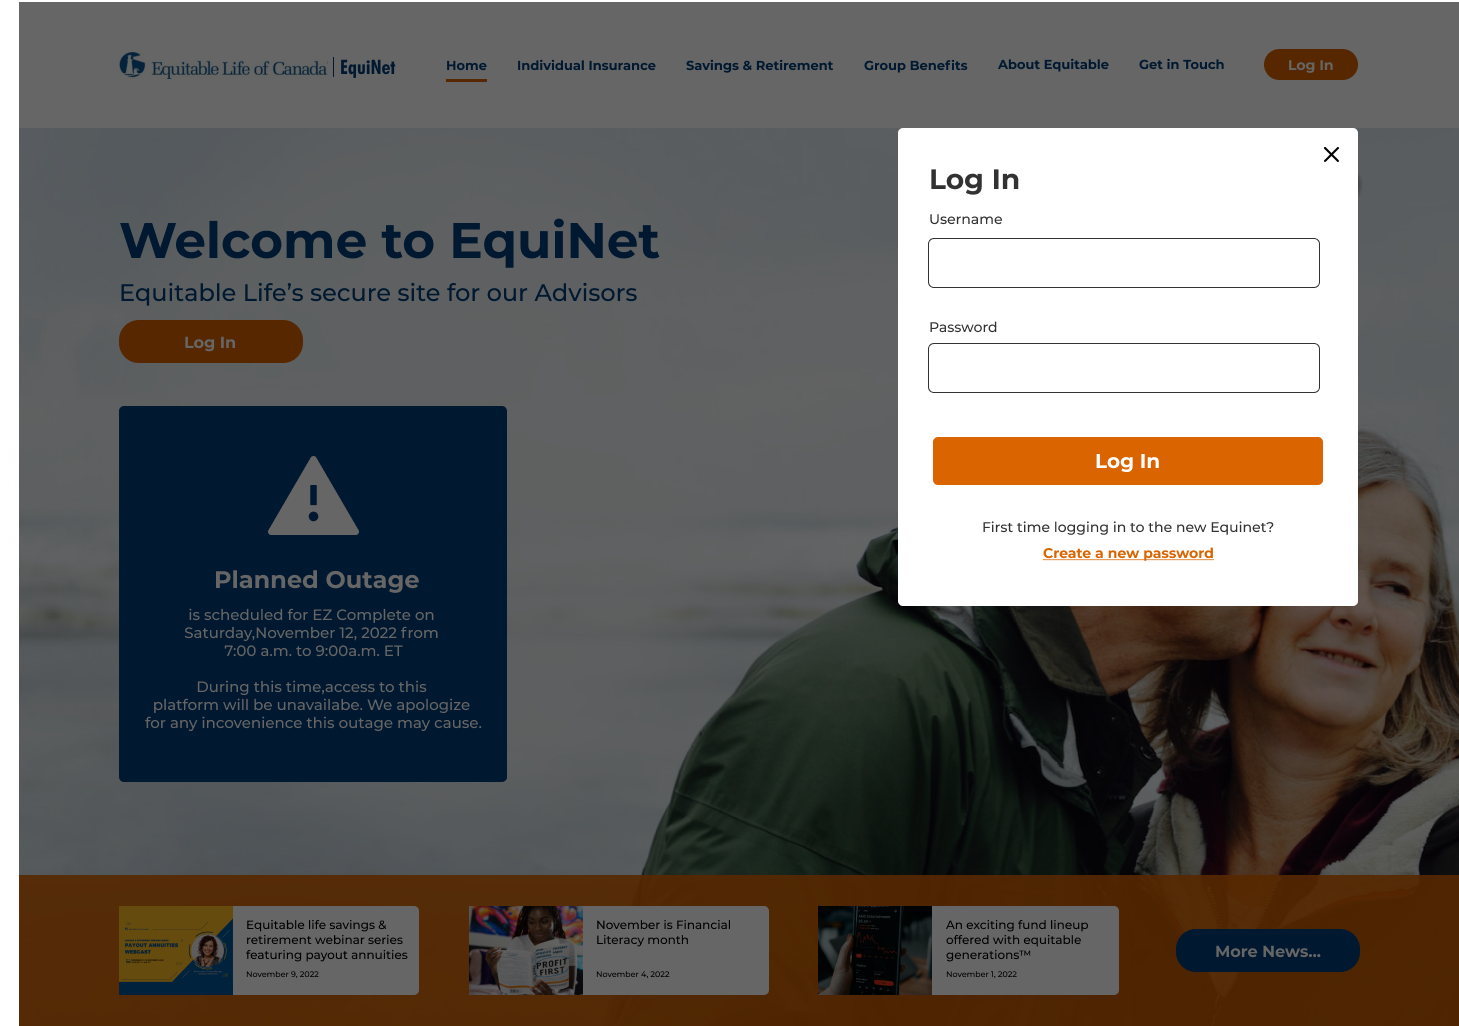 Equitable Life of Canada | EquiNet
Home
Individual Insurance
Savings & Retirement
Group Benefits
About Equitable
Get in Touch
Log In
Welcome to EquiNet
Equitable Life’s secure site for our Advisors
Log In
Planned Outage
is scheduled for EZ Complete on
Saturday,November 12, 2022 from
7:00 a.m. to 9:00a.m. ET
During this time,access to this
platform will be unavailabe. We apologize
for any incovenience this outage may cause.
Log In
Username
Password
Log In
First time logging in to the new Equinet?
Create a new password
PAYOUT ANNUITIES
WEBCAST
Equitable life savings &
retirement webinar series
featuring payout annuities
November 9, 2022
PROFIT
FIRST
November is Financial
Literacy month
November 4, 2022
An exciting fund lineup
offered with equitable
generations™
November 1, 2022
More News...